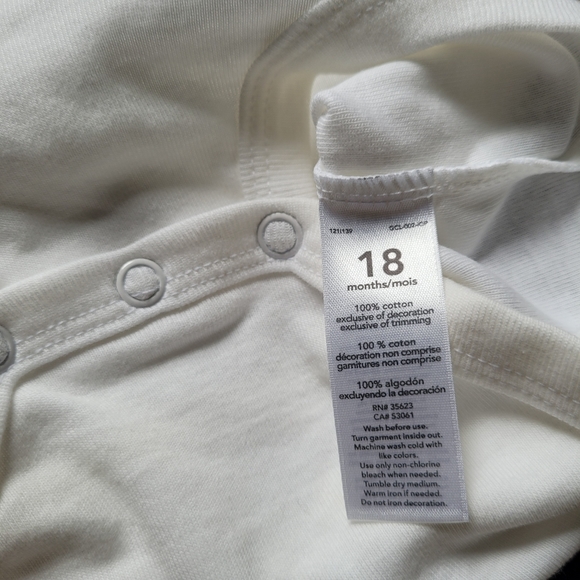 121/139
18
months/mois
100% cotton
exclusive of decoration
exclusive of trimming
100 % coton
décoration non comprise
garnitures non comprise
100% algodón
excluyendo la decoración
RN# 35623
CA# 53061
Wash before use.
Turn garment inside out.
Machine wash cold with
like colors.
Use only non-chlorine
bleach when needed.
Tumble dry medium.
Warm iron if needed.
Do not iron decoration.